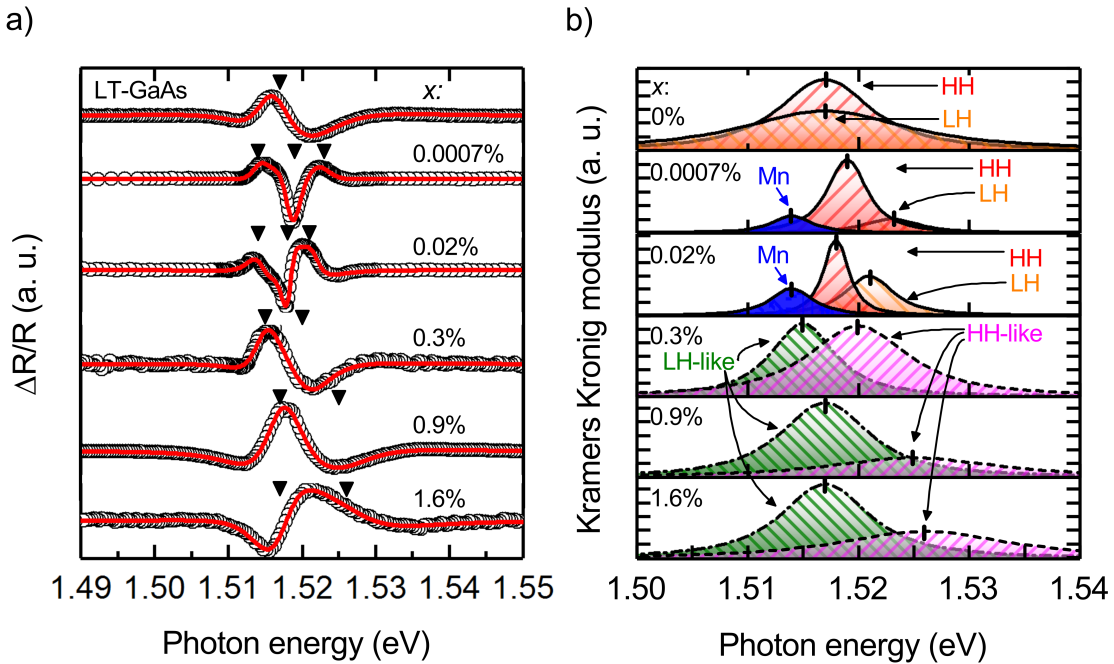 a)
LT-GaAs
x:
0.0007%
0.02%
0.3%
0.9%
1.6%
ΔR/R (a. u.)
1.49 1.50 1.51 1.52 1.53 1.54 1.55
Photon energy (eV)
b)
x:
0%
HH
LH
0.0007%
Mn
HH
LH
0.02%
Mn
HH
LH
0.3%
LH-like
HH-like
0.9%
1.6%
Kramers Kronig modulus (a. u.)
1.50 1.51 1.52 1.53 1.54
Photon energy (eV)